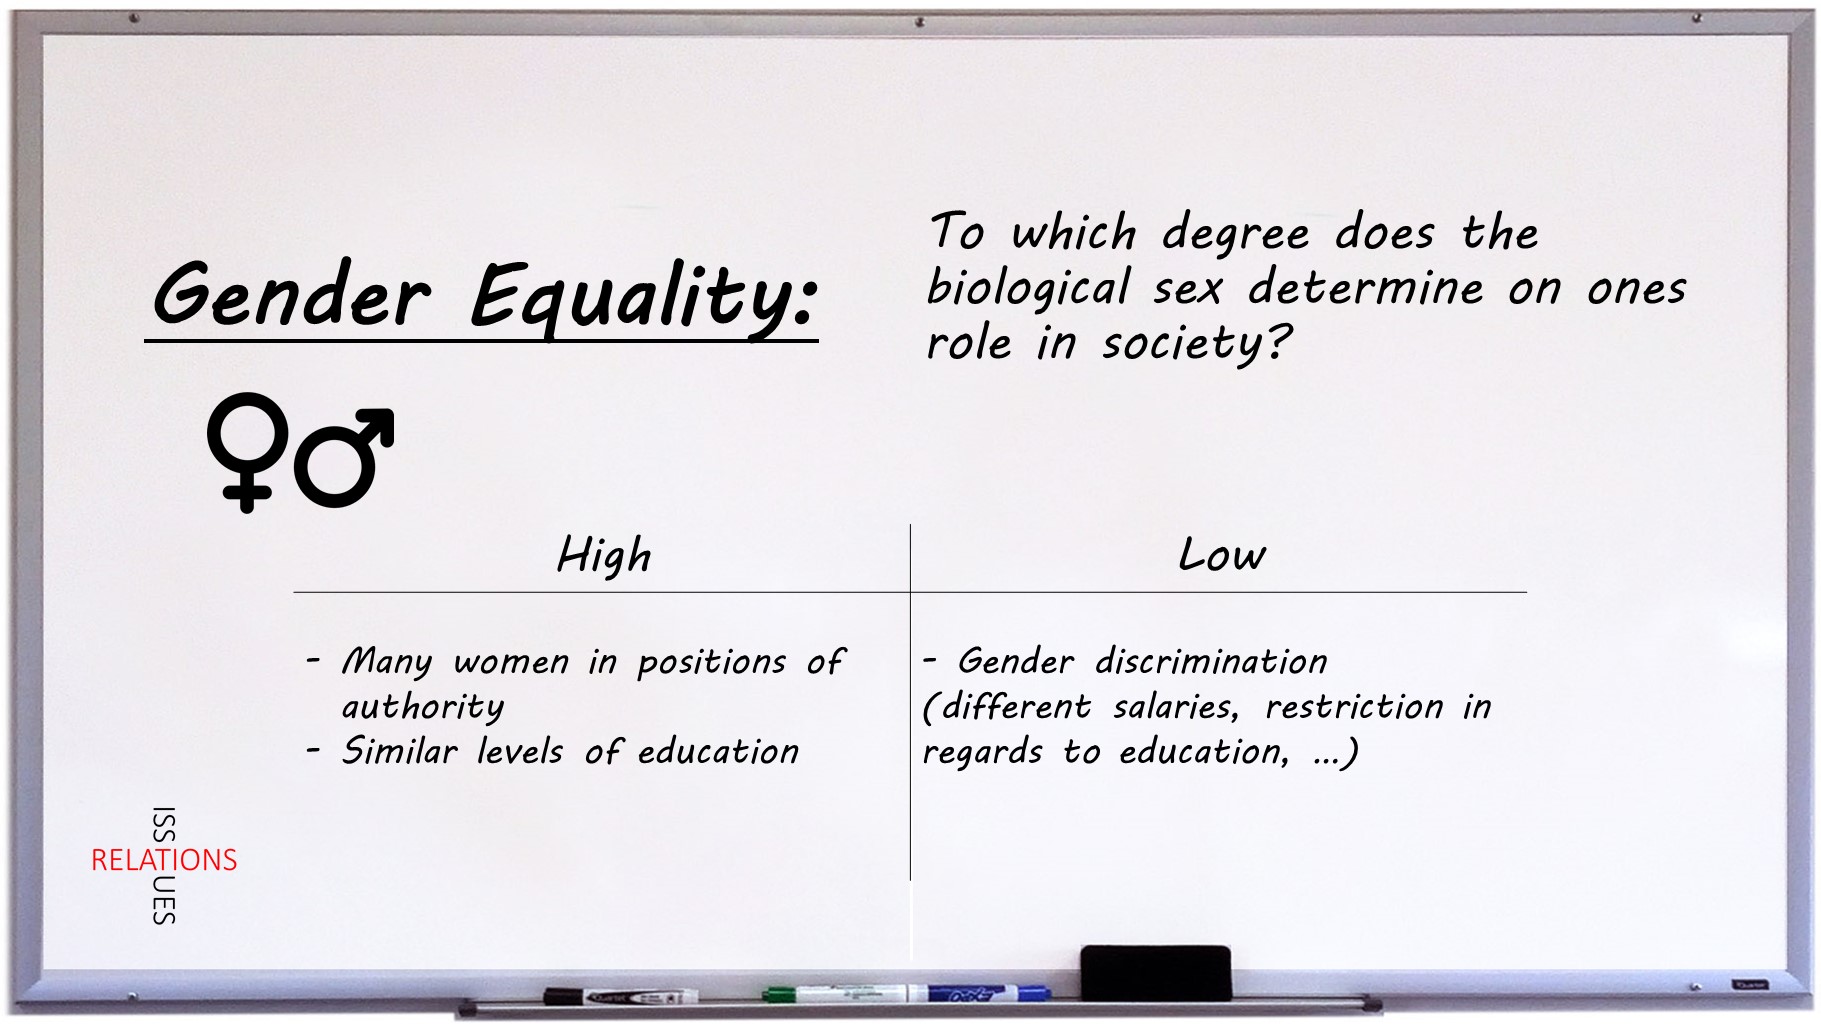 Gender Equality:
To which degree does the
biological sex determine on ones
role in society?
High
Low
- Many women in positions of
authority
- Similar levels of education
- Gender discrimination
(different salaries, restriction in
regards to education, ...)
ISSUES
RELATIONS
Quartet
Quartet